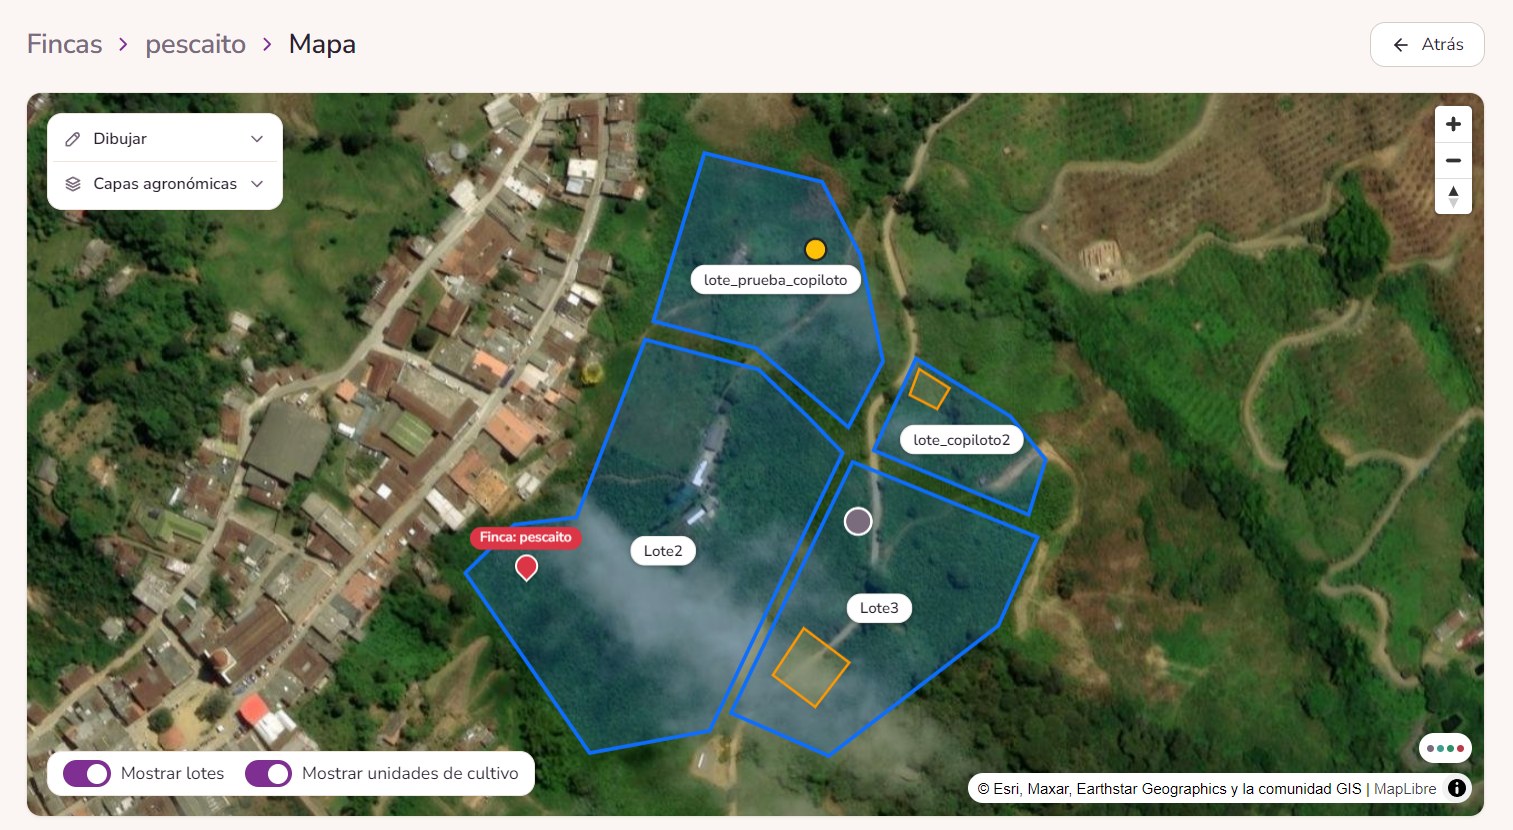 Fincas > pescaito > Mapa
← Atrás
Dibujar
Capas agronómicas
lote_prueba_copiloto
lote_copiloto2
Finca: pescaito
Lote2
Lote3
Mostrar lotes
Mostrar unidades de cultivo
© Esri, Maxar, Earthstar Geographics y la comunidad GIS | MapLibre